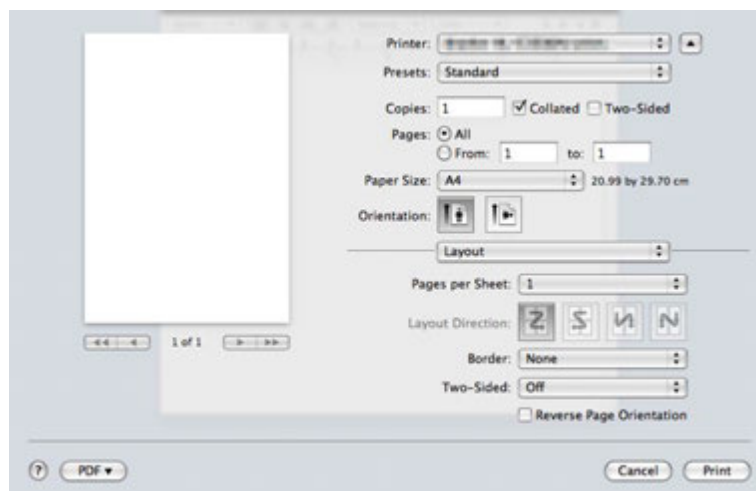 Printer:
Presets: Standard
Copies: 1 Collated Two-Sided
Pages: All
From: 1 to: 1
Paper Size: A4 20.99 by 29.70 cm
Orientation:
Layout
Pages per Sheet: 1
Layout Direction:
1 of 1
Border: None
Two-Sided: Off
Reverse Page Orientation
? PDF Cancel Print